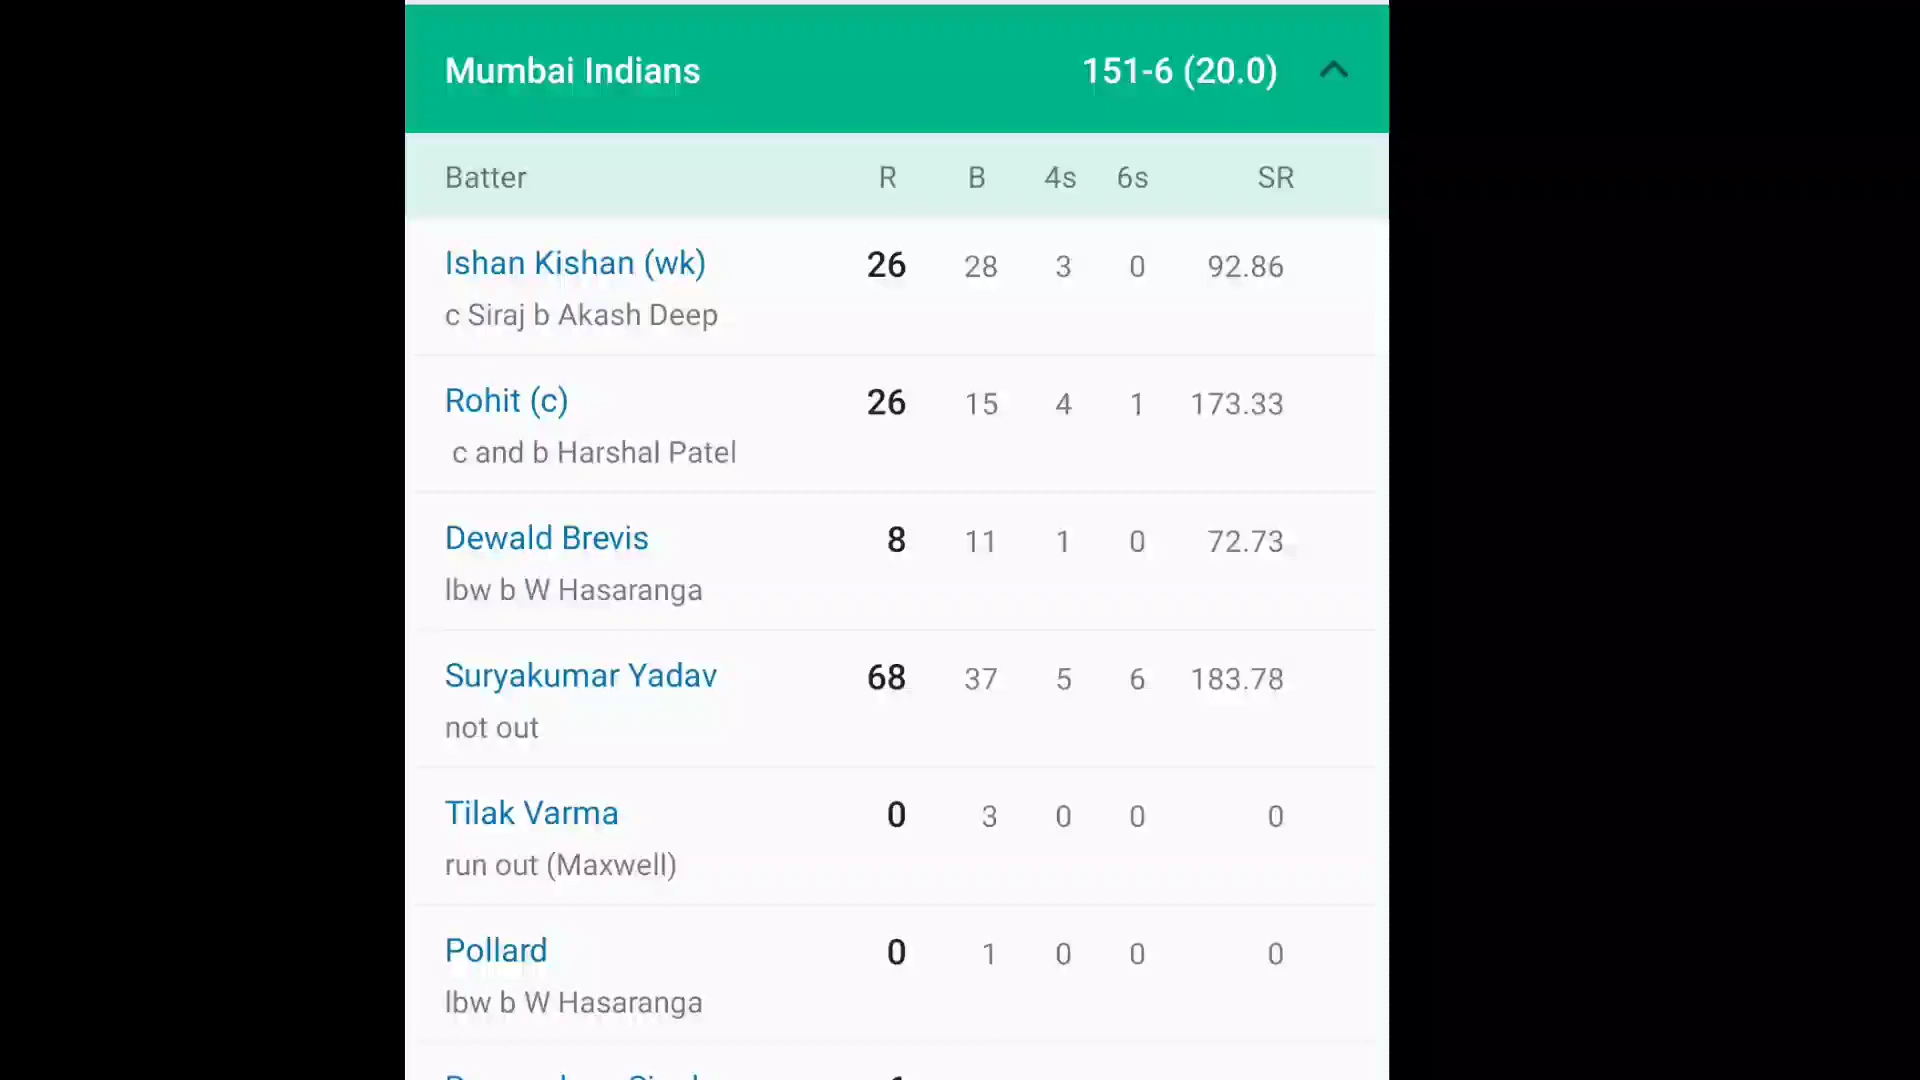 Mumbai Indians 151-6 (20.0)
Batter R B 4s 6s SR
Ishan Kishan (wk) 26 28 3 0 92.86
c Siraj b Akash Deep
Rohit (c) 26 15 4 1 173.33
c and b Harshal Patel
Dewald Brevis 8 11 1 0 72.73
lbw b W Hasaranga
Suryakumar Yadav 68 37 5 6 183.78
not out
Tilak Varma 0 3 0 0 0
run out (Maxwell)
Pollard 0 1 0 0 0
lbw b W Hasaranga